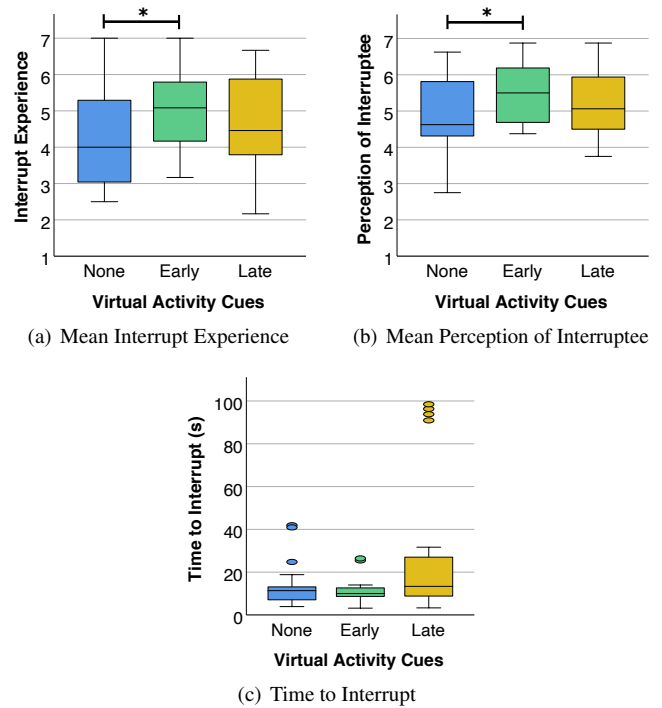 *
7
6
5
4
3
2
1
Interrupt Experience
None Early Late
Virtual Activity Cues
(a) Mean Interrupt Experience
*
7
6
5
4
3
2
1
Perception of Interruptee
None Early Late
Virtual Activity Cues
(b) Mean Perception of Interruptee
100
80
60
40
20
0
Time to Interrupt (s)
None Early Late
Virtual Activity Cues
(c) Time to Interrupt